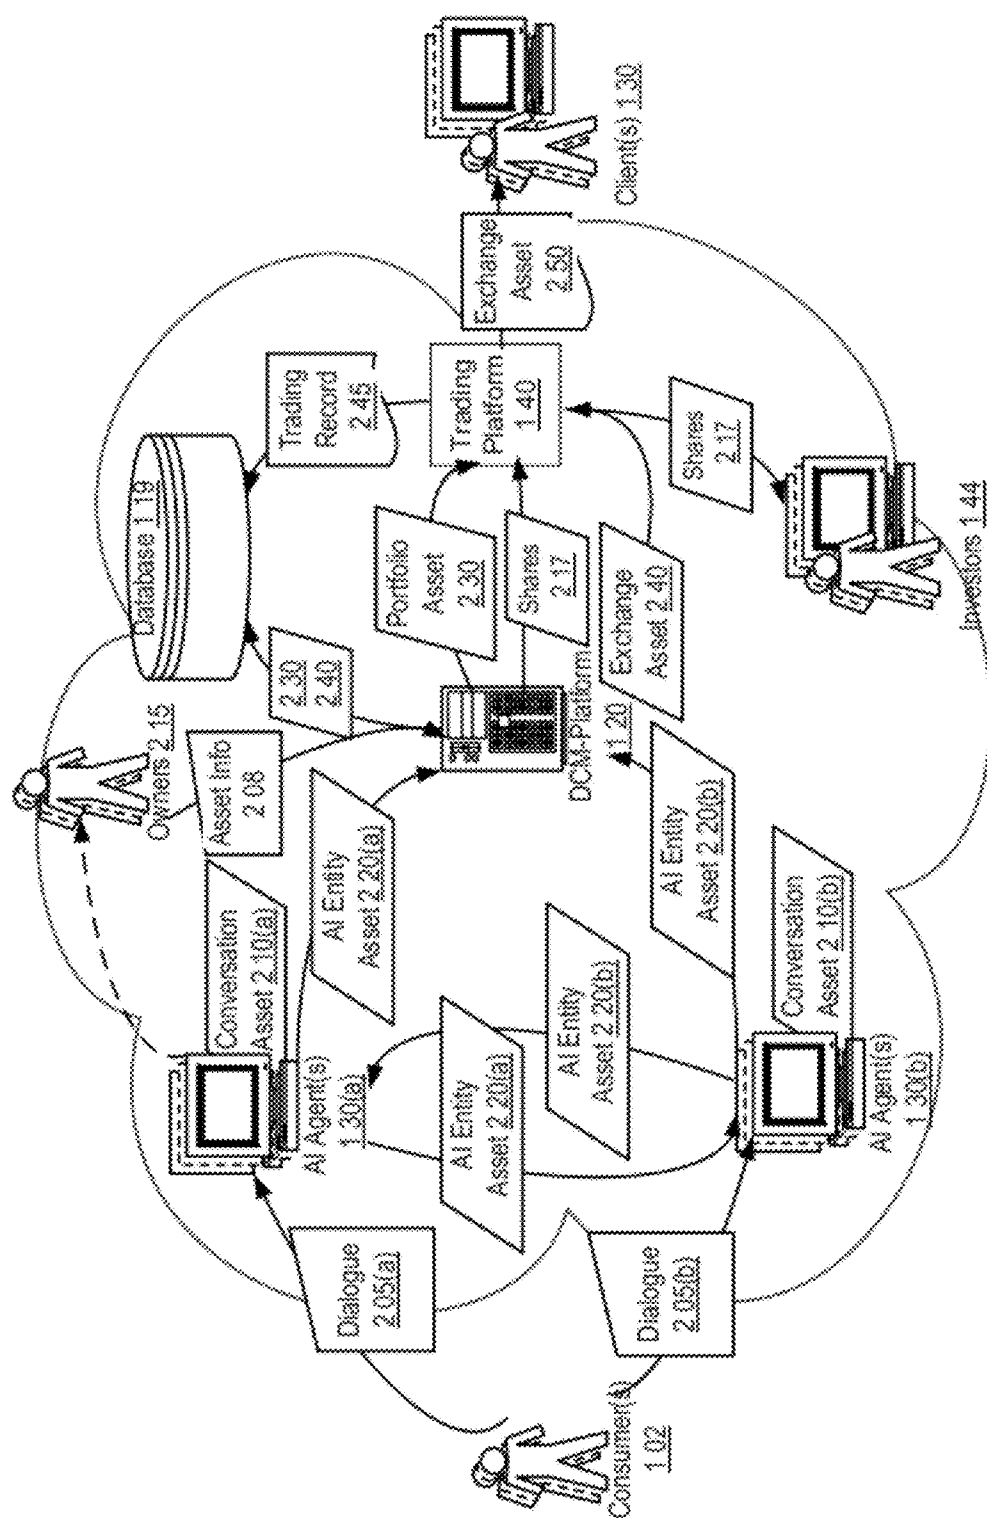 Consumer(s)
1.02
Dialogue
2.05(a)
Dialogue
2.05(b)
AI Agent(s)
1.30(a)
AI Agent(s)
1.30(b)
Conversation
Asset 2.10(a)
Conversation
Asset 2.10(b)
AI Entity
Asset 2.20(a)
AI Entity
Asset 2.20(b)
AI Entity
Asset 2.20(a)
AI Entity
Asset 2.20(b)
Owners 2.15
Asset Info
2.08
2.30
2.40
DCM-Platform
1.20
Database 1.19
Portfolio
Asset
2.30
Shares
2.17
Exchange
Asset 2.40
Trading
Record
2.45
Trading
Platform
1.40
Shares
2.17
Investors 1.44
Exchange
Asset
2.50
Client(s) 1.30